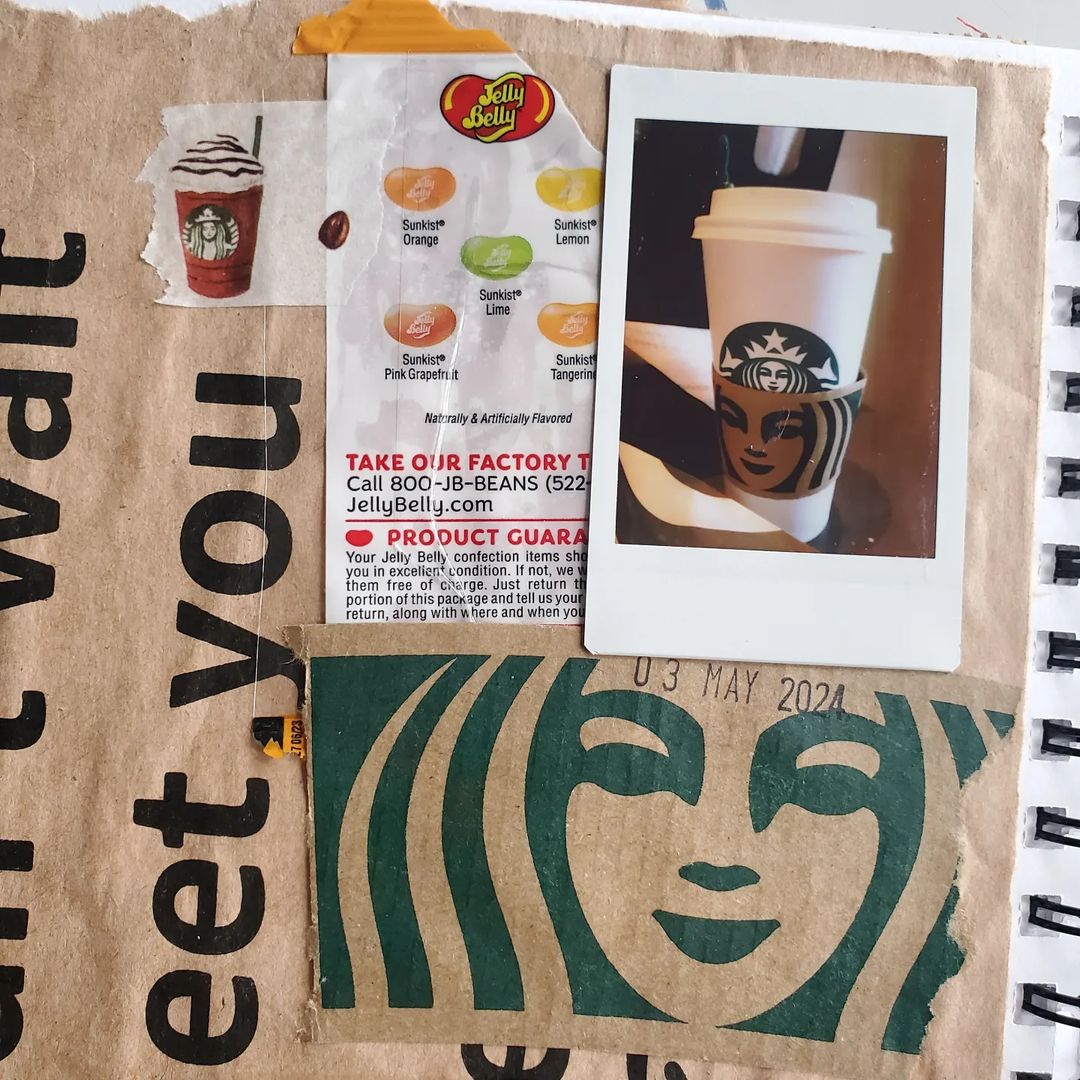 Jelly
Belly
Sunkist®
Orange
Sunkist®
Lemon
Sunkist®
Lime
Sunkist®
Pink Grapefruit
Sunkist®
Tangerine
Naturally & Artificially Flavored
TAKE OUR FACTORY T
Call 800-JB-BEANS (522-
JellyBelly.com
PRODUCT GUARA
Your Jelly Belly confection items sho
you in excellent condition. If not, we w
them free of charge. Just return th
portion of this package and tell us your
return, along with where and when you
03 MAY 2024
wait
eet you